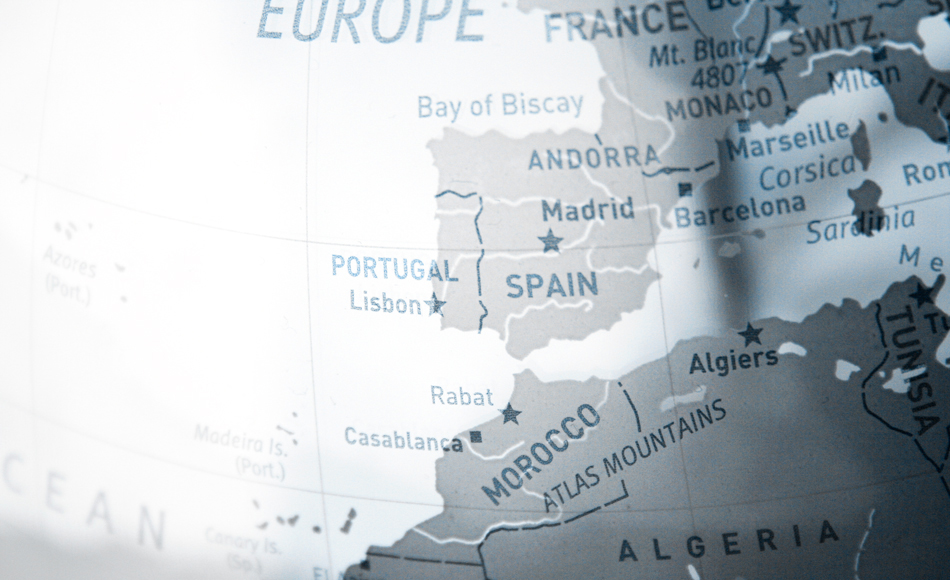 EUROPE
FRANCE
Mt. Blanc
4807
SWITZ.
Milan
MONACO
Bay of Biscay
Marseille
ANDORRA
Corsica
Madrid
Barcelona
Sardinia
Azores
(Port.)
PORTUGAL
SPAIN
Lisbon
Algiers
TUNISIA
Rabat
Casablanca
MOROCCO
ATLAS MOUNTAINS
Madeira Is.
(Port.)
CEAN
Canary Is.
(Sp.)
ALGERIA